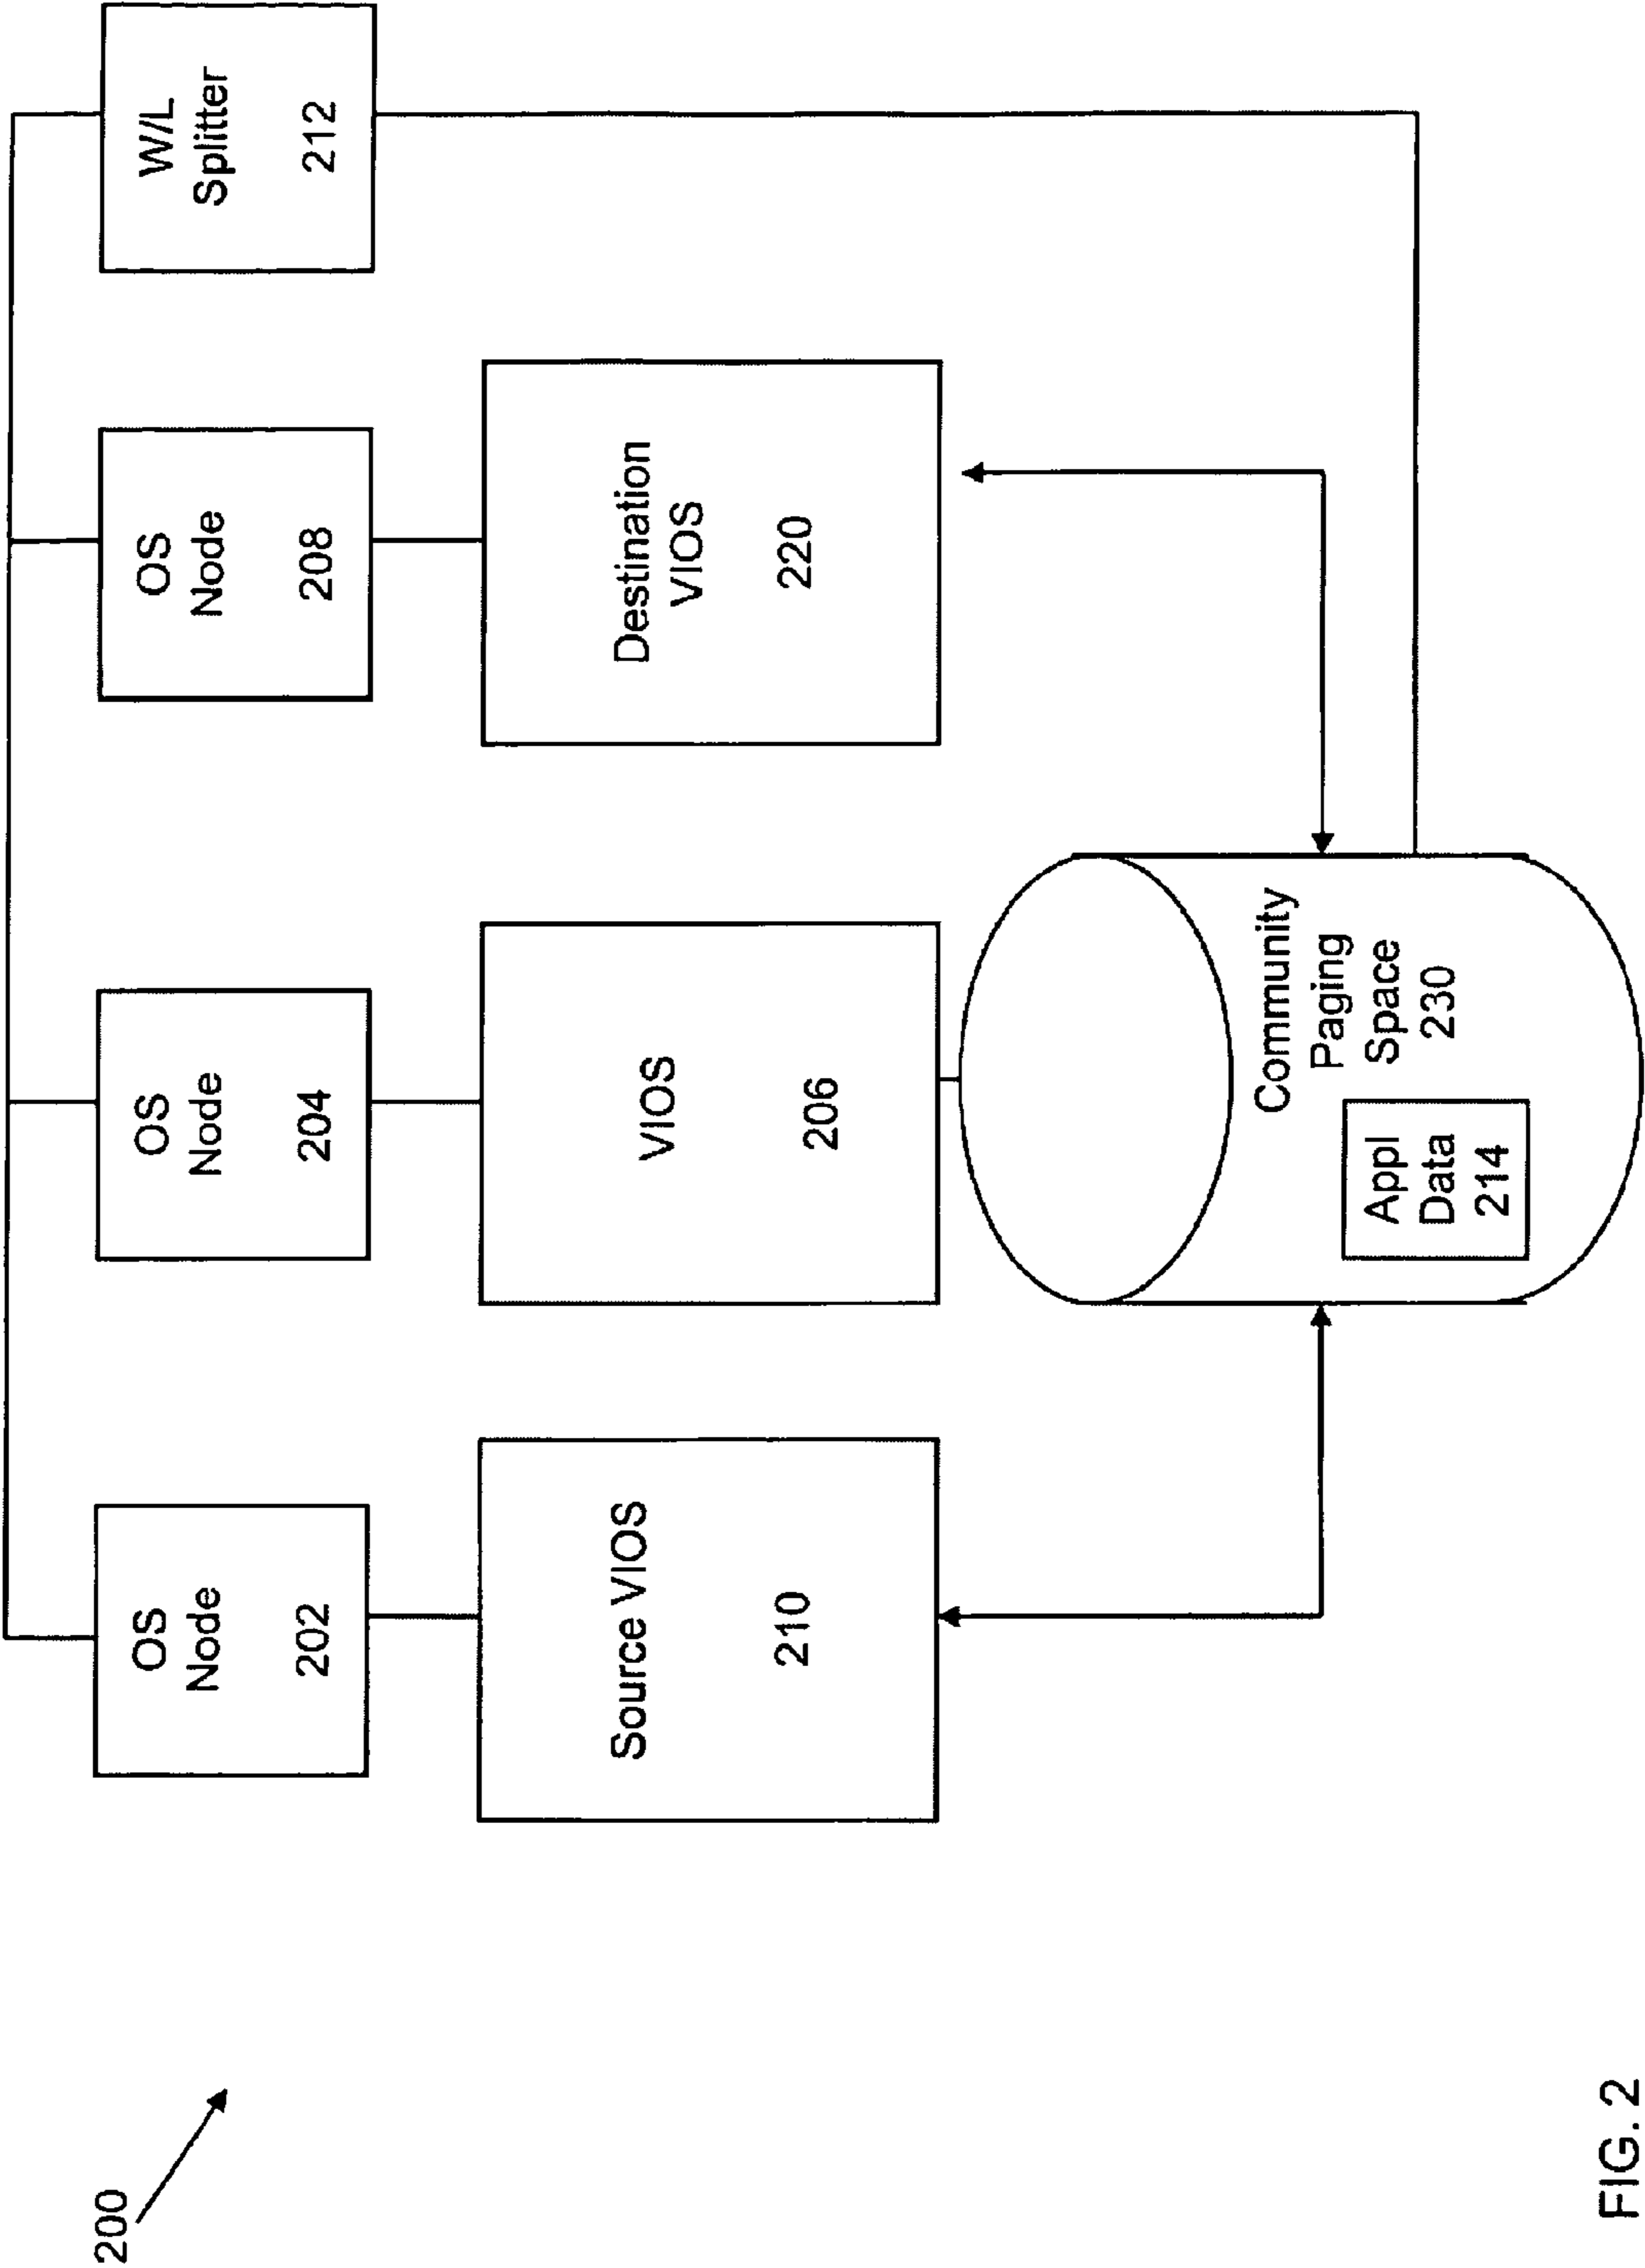 200
OS
Node
202
OS
Node
204
OS
Node
208
W/L
Splitter
212
Source VIOS
210
VIOS
206
Destination
VIOS
220
Community
Paging
Space
230
Appl
Data
214
FIG. 2